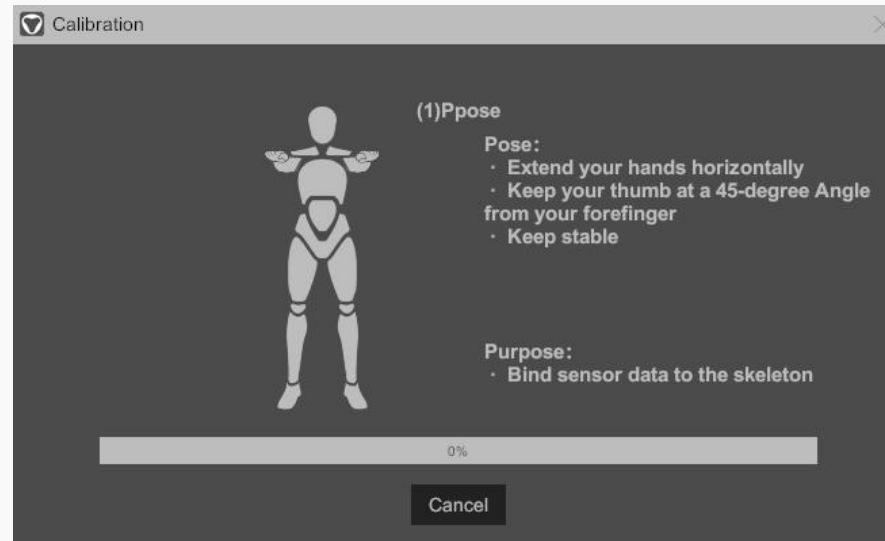 Calibration
(1)Ppose
Pose:
· Extend your hands horizontally
· Keep your thumb at a 45-degree Angle
from your forefinger
· Keep stable
Purpose:
· Bind sensor data to the skeleton
0%
Cancel